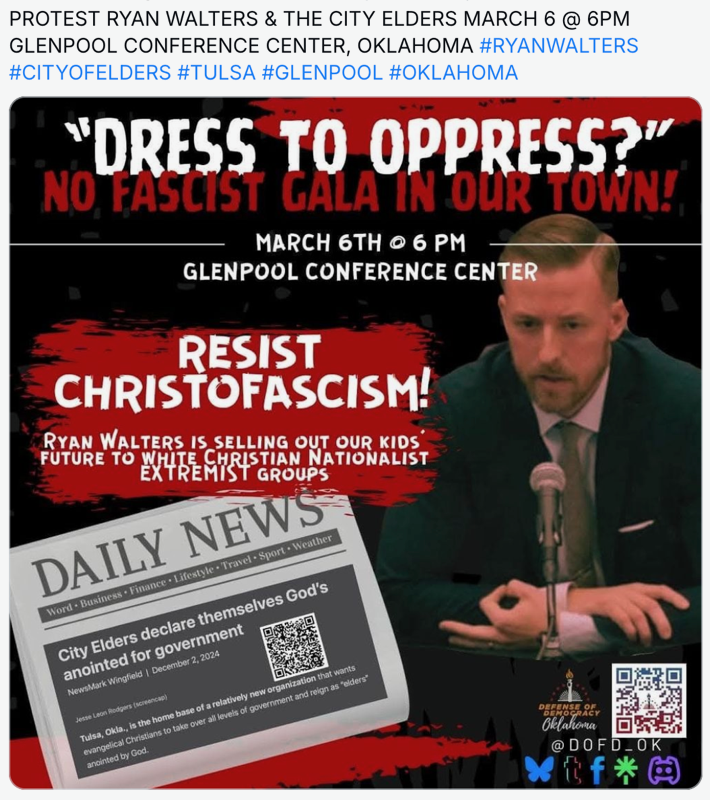 PROTEST RYAN WALTERS & THE CITY ELDERS MARCH 6 @ 6PM
GLENPOOL CONFERENCE CENTER, OKLAHOMA #RYANWALTERS
#CITYOFELDERS #TULSA #GLENPOOL #OKLAHOMA
"DRESS TO OPPRESS?"
NO FASCIST GALA IN OUR TOWN!
MARCH 6TH @ 6 PM
GLENPOOL CONFERENCE CENTER
RESIST
CHRISTOFASCISM!
RYAN WALTERS IS SELLING OUT OUR KIDS'
FUTURE TO WHITE CHRISTIAN NATIONALIST
EXTREMIST GROUPS
DAILY NEWS
Word • Business • Finance • Lifestyle • Travel • Sport • Weather
City Elders declare themselves God's
anointed for government
NewsMark Wingfield | December 2, 2024
Jesse Leon Rodgers (screencap)
Tulsa, Okla., is the home base of a relatively new organization that wants
evangelical Christians to take over all levels of government and reign as "elders"
anointed by God.
DEFENSE OF
DEMOCRACY
Oklahoma
@DOFD_OK